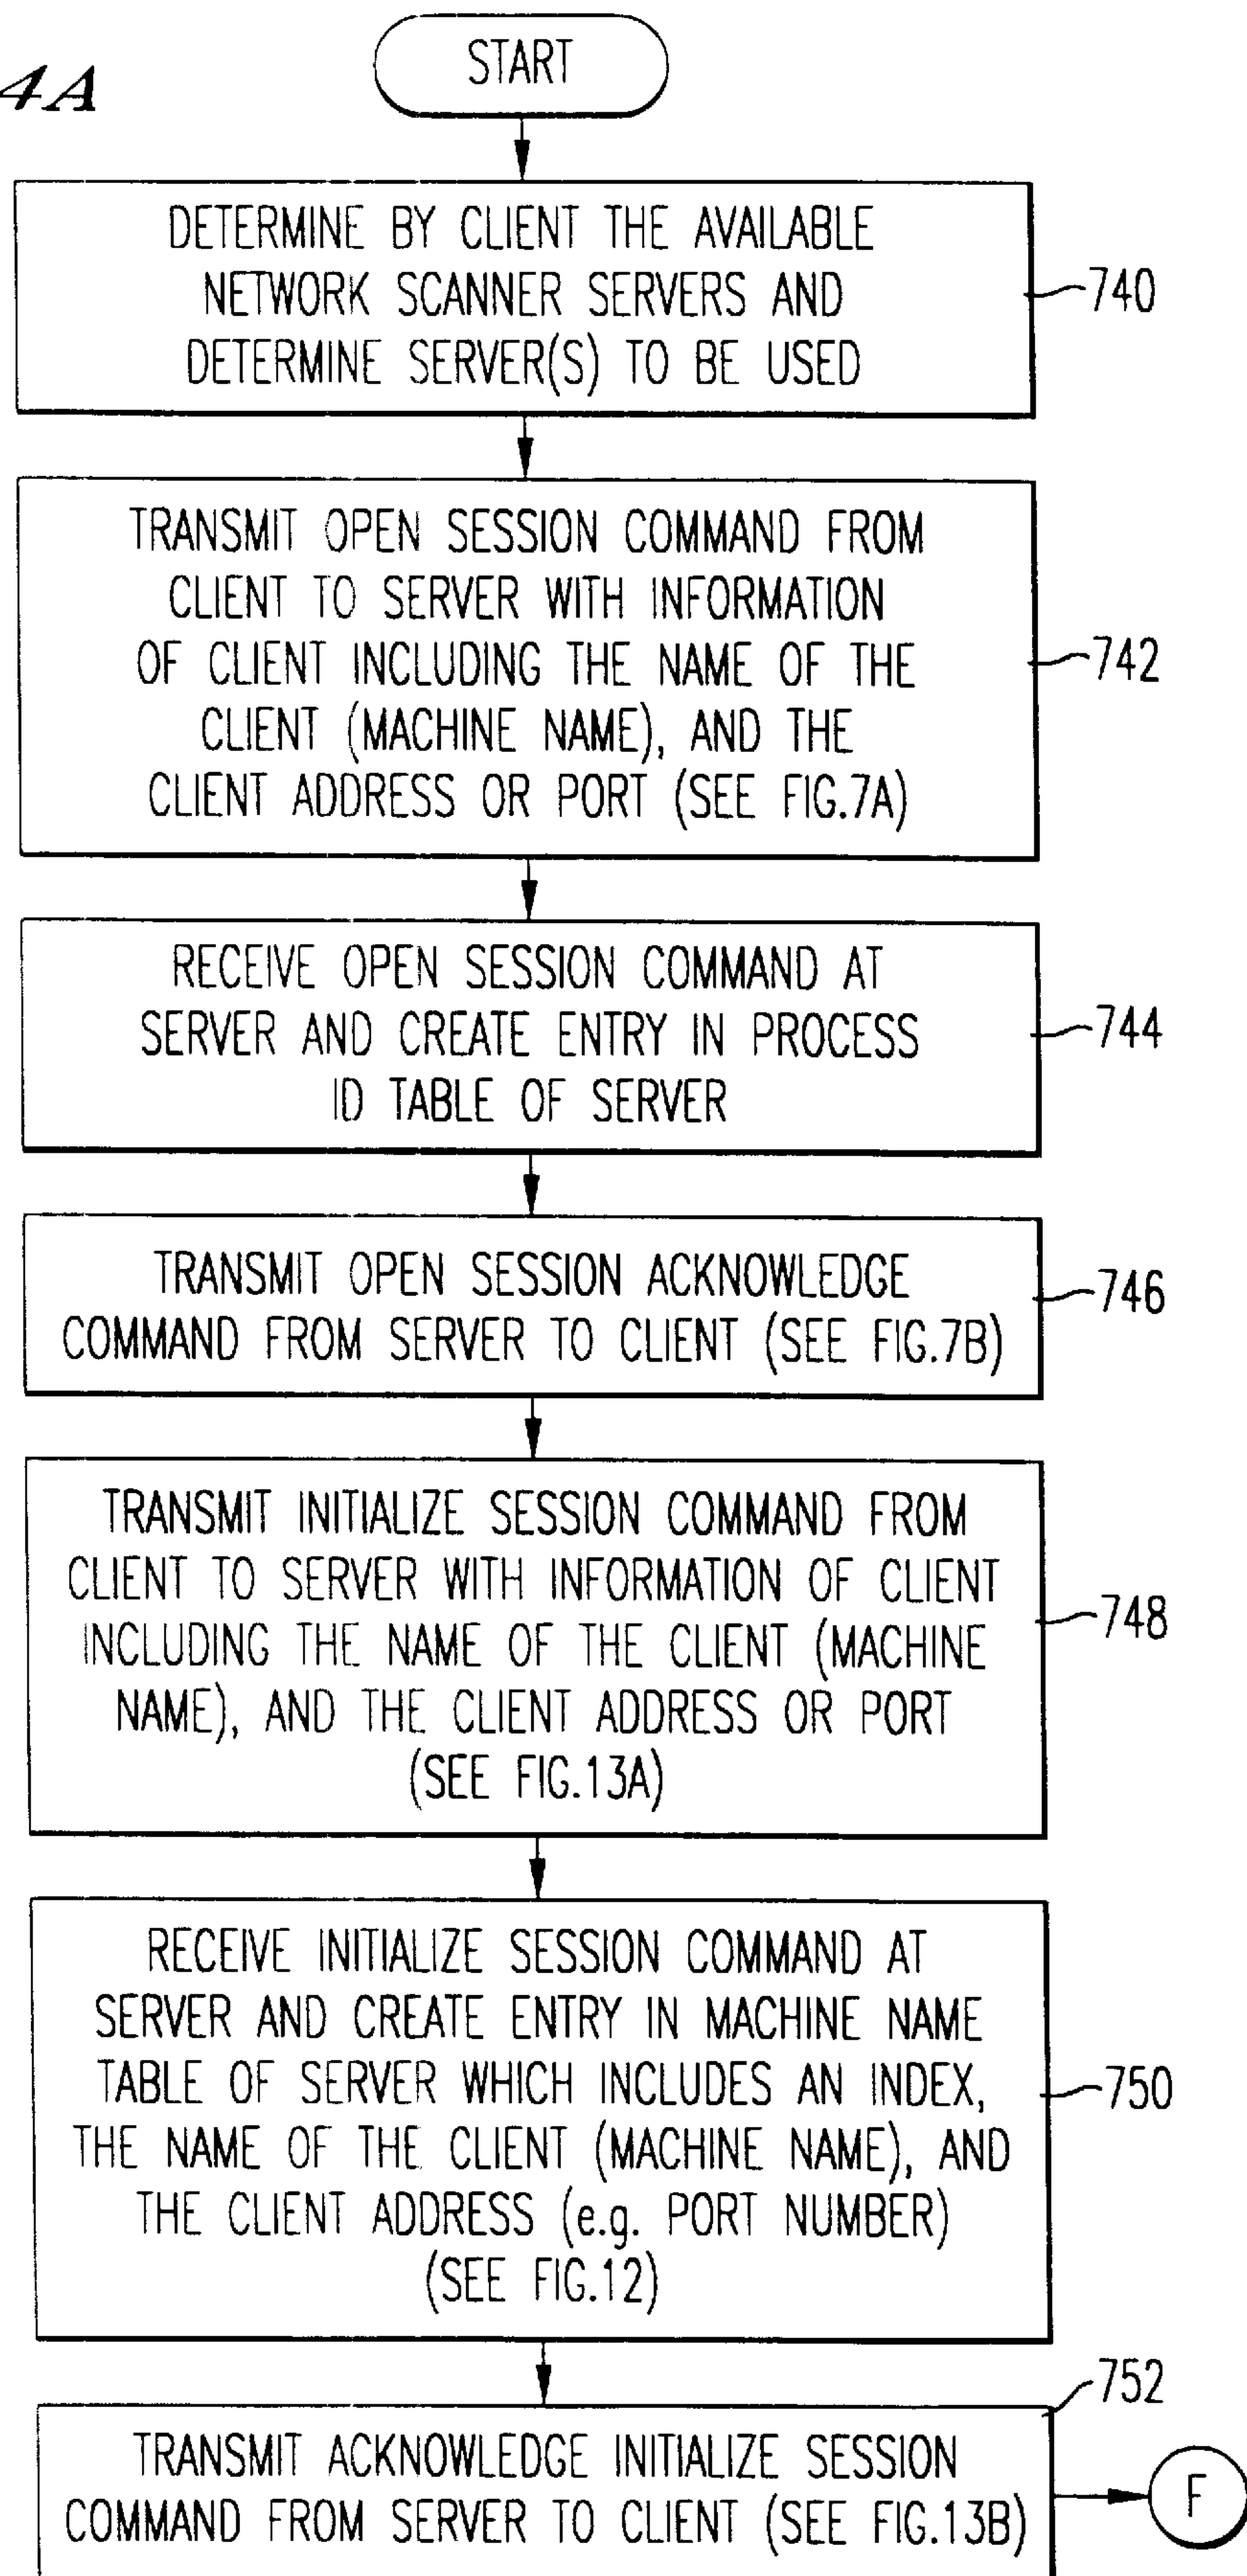 4A
START
DETERMINE BY CLIENT THE AVAILABLE
NETWORK SCANNER SERVERS AND
DETERMINE SERVER(S) TO BE USED
740
TRANSMIT OPEN SESSION COMMAND FROM
CLIENT TO SERVER WITH INFORMATION
OF CLIENT INCLUDING THE NAME OF THE
CLIENT (MACHINE NAME), AND THE
CLIENT ADDRESS OR PORT (SEE FIG.7A)
742
RECEIVE OPEN SESSION COMMAND AT
SERVER AND CREATE ENTRY IN PROCESS
ID TABLE OF SERVER
744
TRANSMIT OPEN SESSION ACKNOWLEDGE
COMMAND FROM SERVER TO CLIENT (SEE FIG.7B)
746
TRANSMIT INITIALIZE SESSION COMMAND FROM
CLIENT TO SERVER WITH INFORMATION OF CLIENT
INCLUDING THE NAME OF THE CLIENT (MACHINE
NAME), AND THE CLIENT ADDRESS OR PORT
(SEE FIG.13A)
748
RECEIVE INITIALIZE SESSION COMMAND AT
SERVER AND CREATE ENTRY IN MACHINE NAME
TABLE OF SERVER WHICH INCLUDES AN INDEX,
THE NAME OF THE CLIENT (MACHINE NAME), AND
THE CLIENT ADDRESS (e.g. PORT NUMBER)
(SEE FIG.12)
750
752
TRANSMIT ACKNOWLEDGE INITIALIZE SESSION
COMMAND FROM SERVER TO CLIENT (SEE FIG.13B)
F